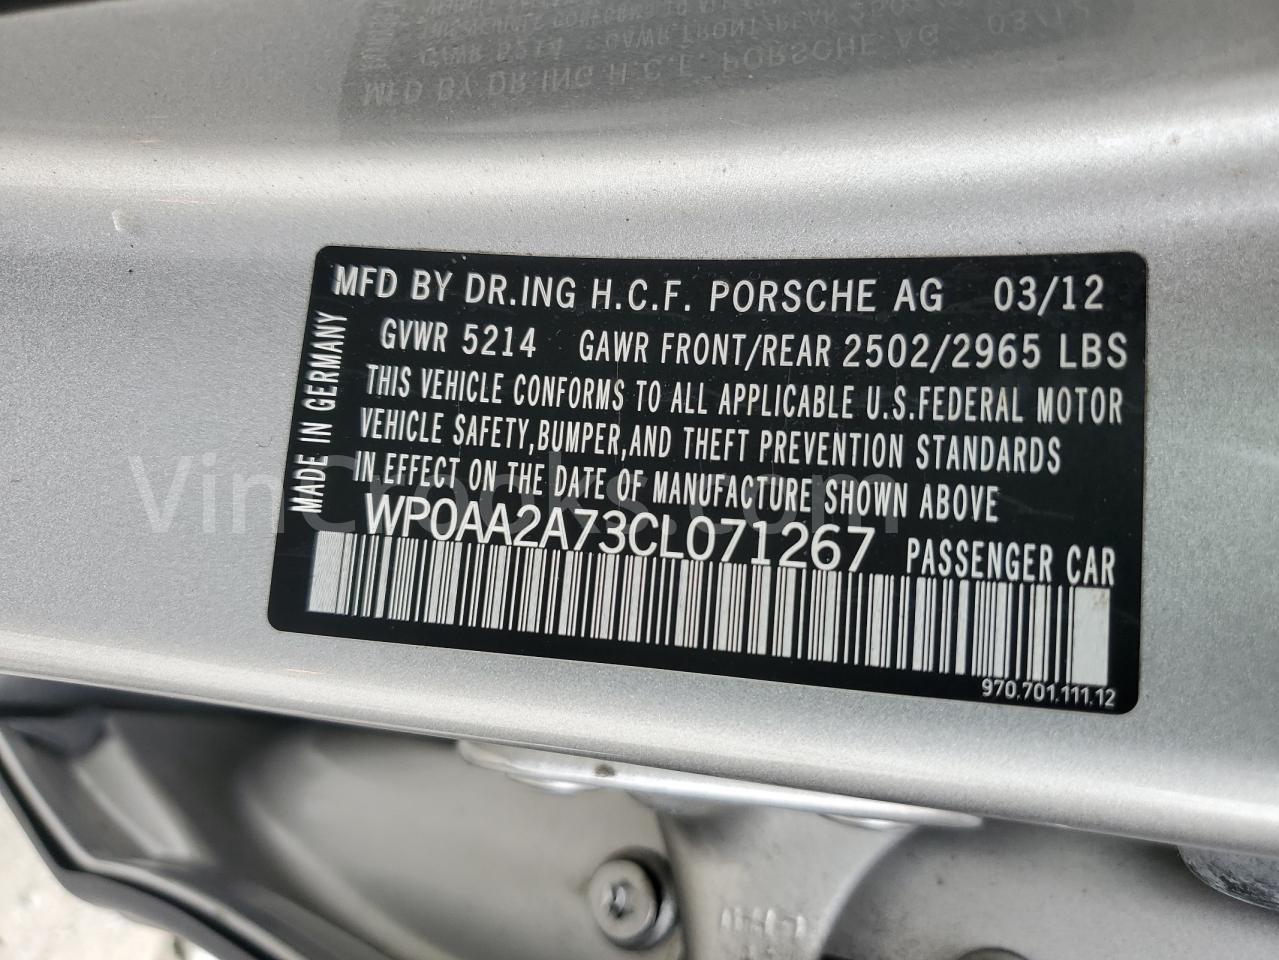 MFD BY DR.ING H.C.F. PORSCHE AG 03/12
GVWR 5214 GAWR FRONT/REAR 2502/2965 LBS
THIS VEHICLE CONFORMS TO ALL APPLICABLE U.S.FEDERAL MOTOR
VEHICLE SAFETY,BUMPER,AND THEFT PREVENTION STANDARDS
IN EFFECT ON THE DATE OF MANUFACTURE SHOWN ABOVE
WP0AA2A73CL071267 PASSENGER CAR
970.701.111.12
MADE IN GERMANY